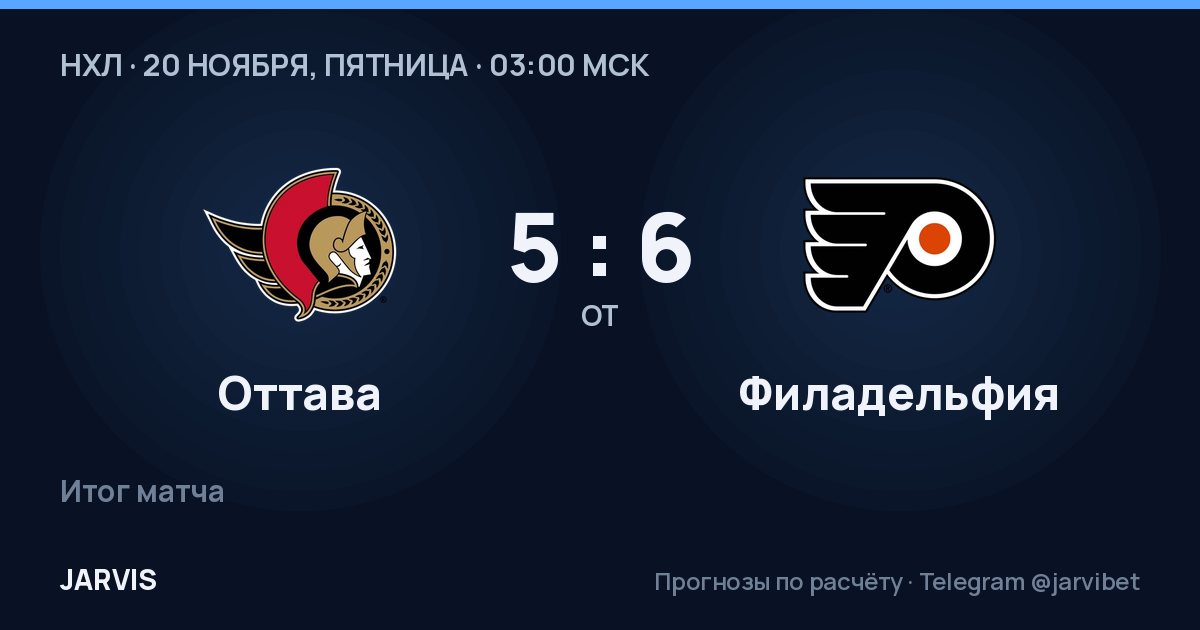 НХЛ · 20 НОЯБРЯ, ПЯТНИЦА · 03:00 МСК
5 : 6
ОТ
Оттава
Филадельфия
Итог матча
JARVIS
Прогнозы по расчёту · Telegram @jarvibet